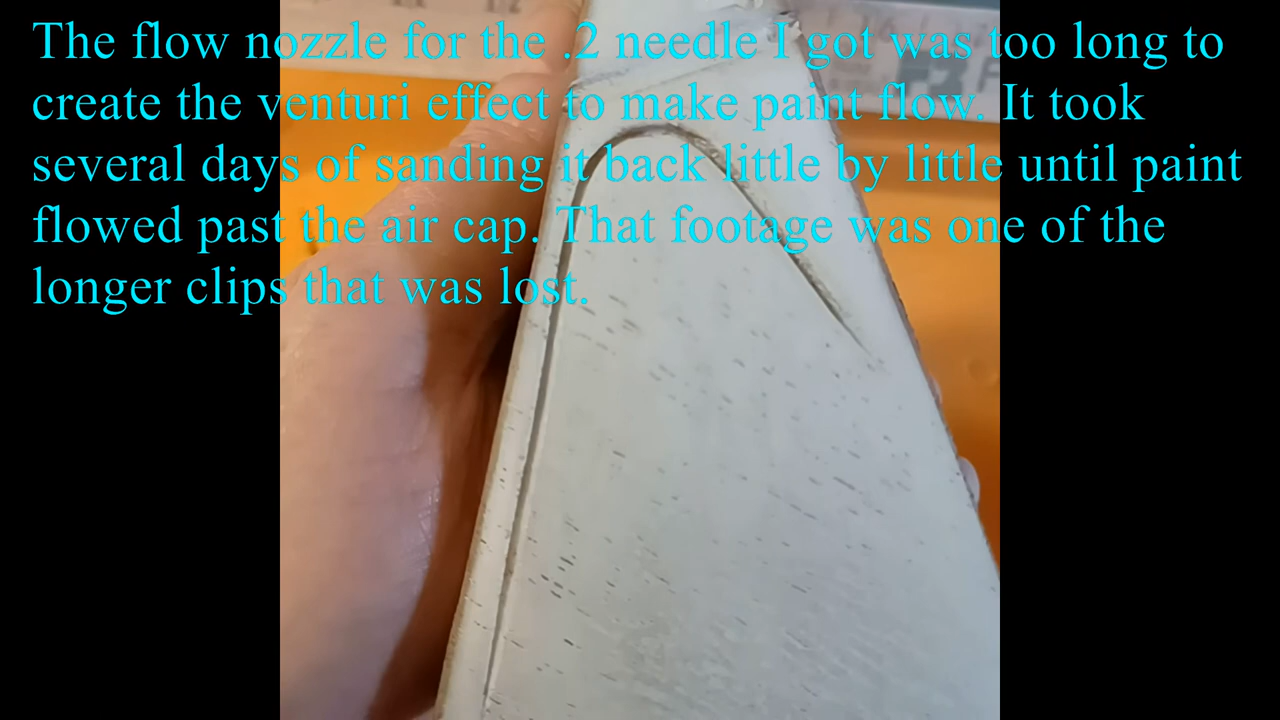 The flow nozzle for the .2 needle I got was too long to
create the venturi effect to make paint flow. It took
several days of sanding it back little by little until paint
flowed past the air cap. That footage was one of the
longer clips that was lost.